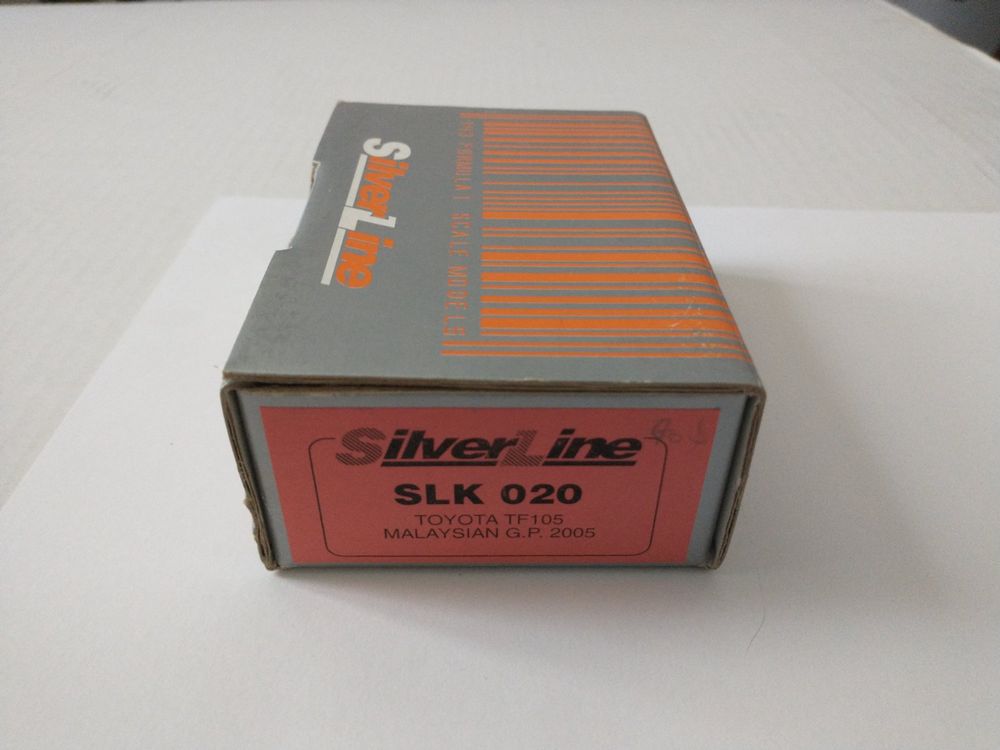 SilverLine
1/43 FORMULA 1 SCALE MODELS
SilverLine
SLK 020
TOYOTA TF105
MALAYSIAN G.P. 2005